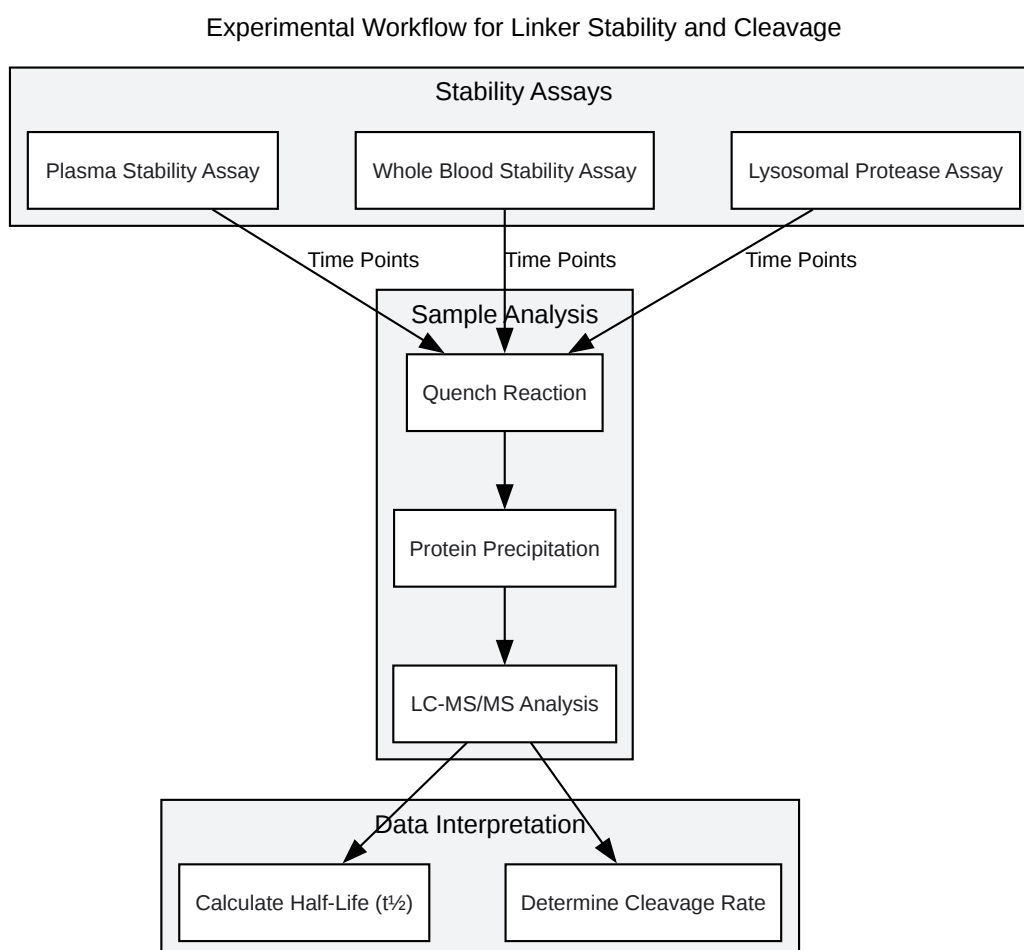 Experimental Workflow for Linker Stability and Cleavage
Stability Assays
Plasma Stability Assay
Whole Blood Stability Assay
Lysosomal Protease Assay
Time Points
Time Points
Time Points
Sample Analysis
Quench Reaction
Protein Precipitation
LC-MS/MS Analysis
Data Interpretation
Calculate Half-Life (t½)
Determine Cleavage Rate